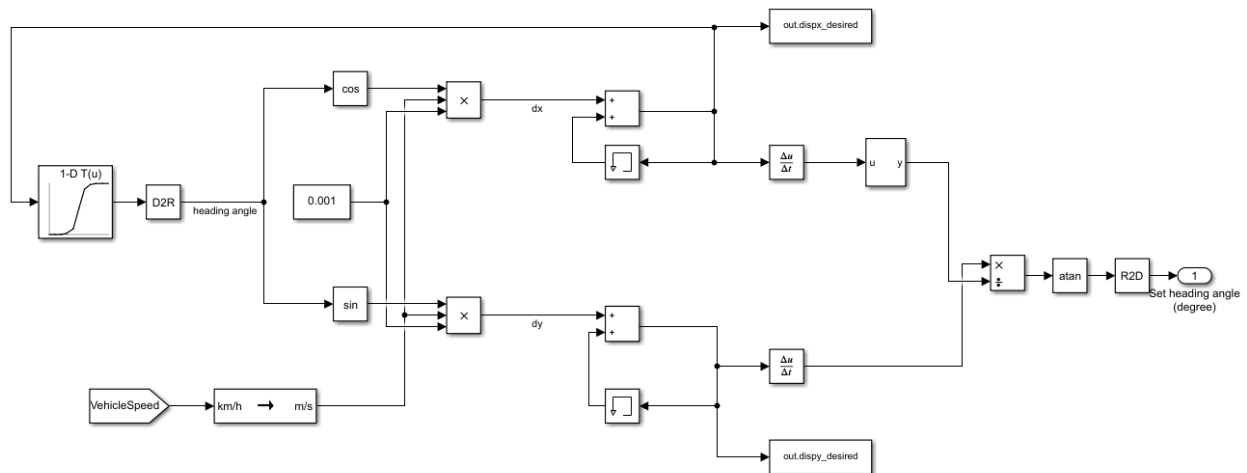 out.dispx_desired
cos
×
dx
+
+
Δu
Δt
u y
1-D T(u)
D2R
heading angle
0.001
×
÷
atan
R2D
1
Set heading angle
(degree)
sin
×
dy
+
+
Δu
Δt
VehicleSpeed
km/h → m/s
out.dispy_desired